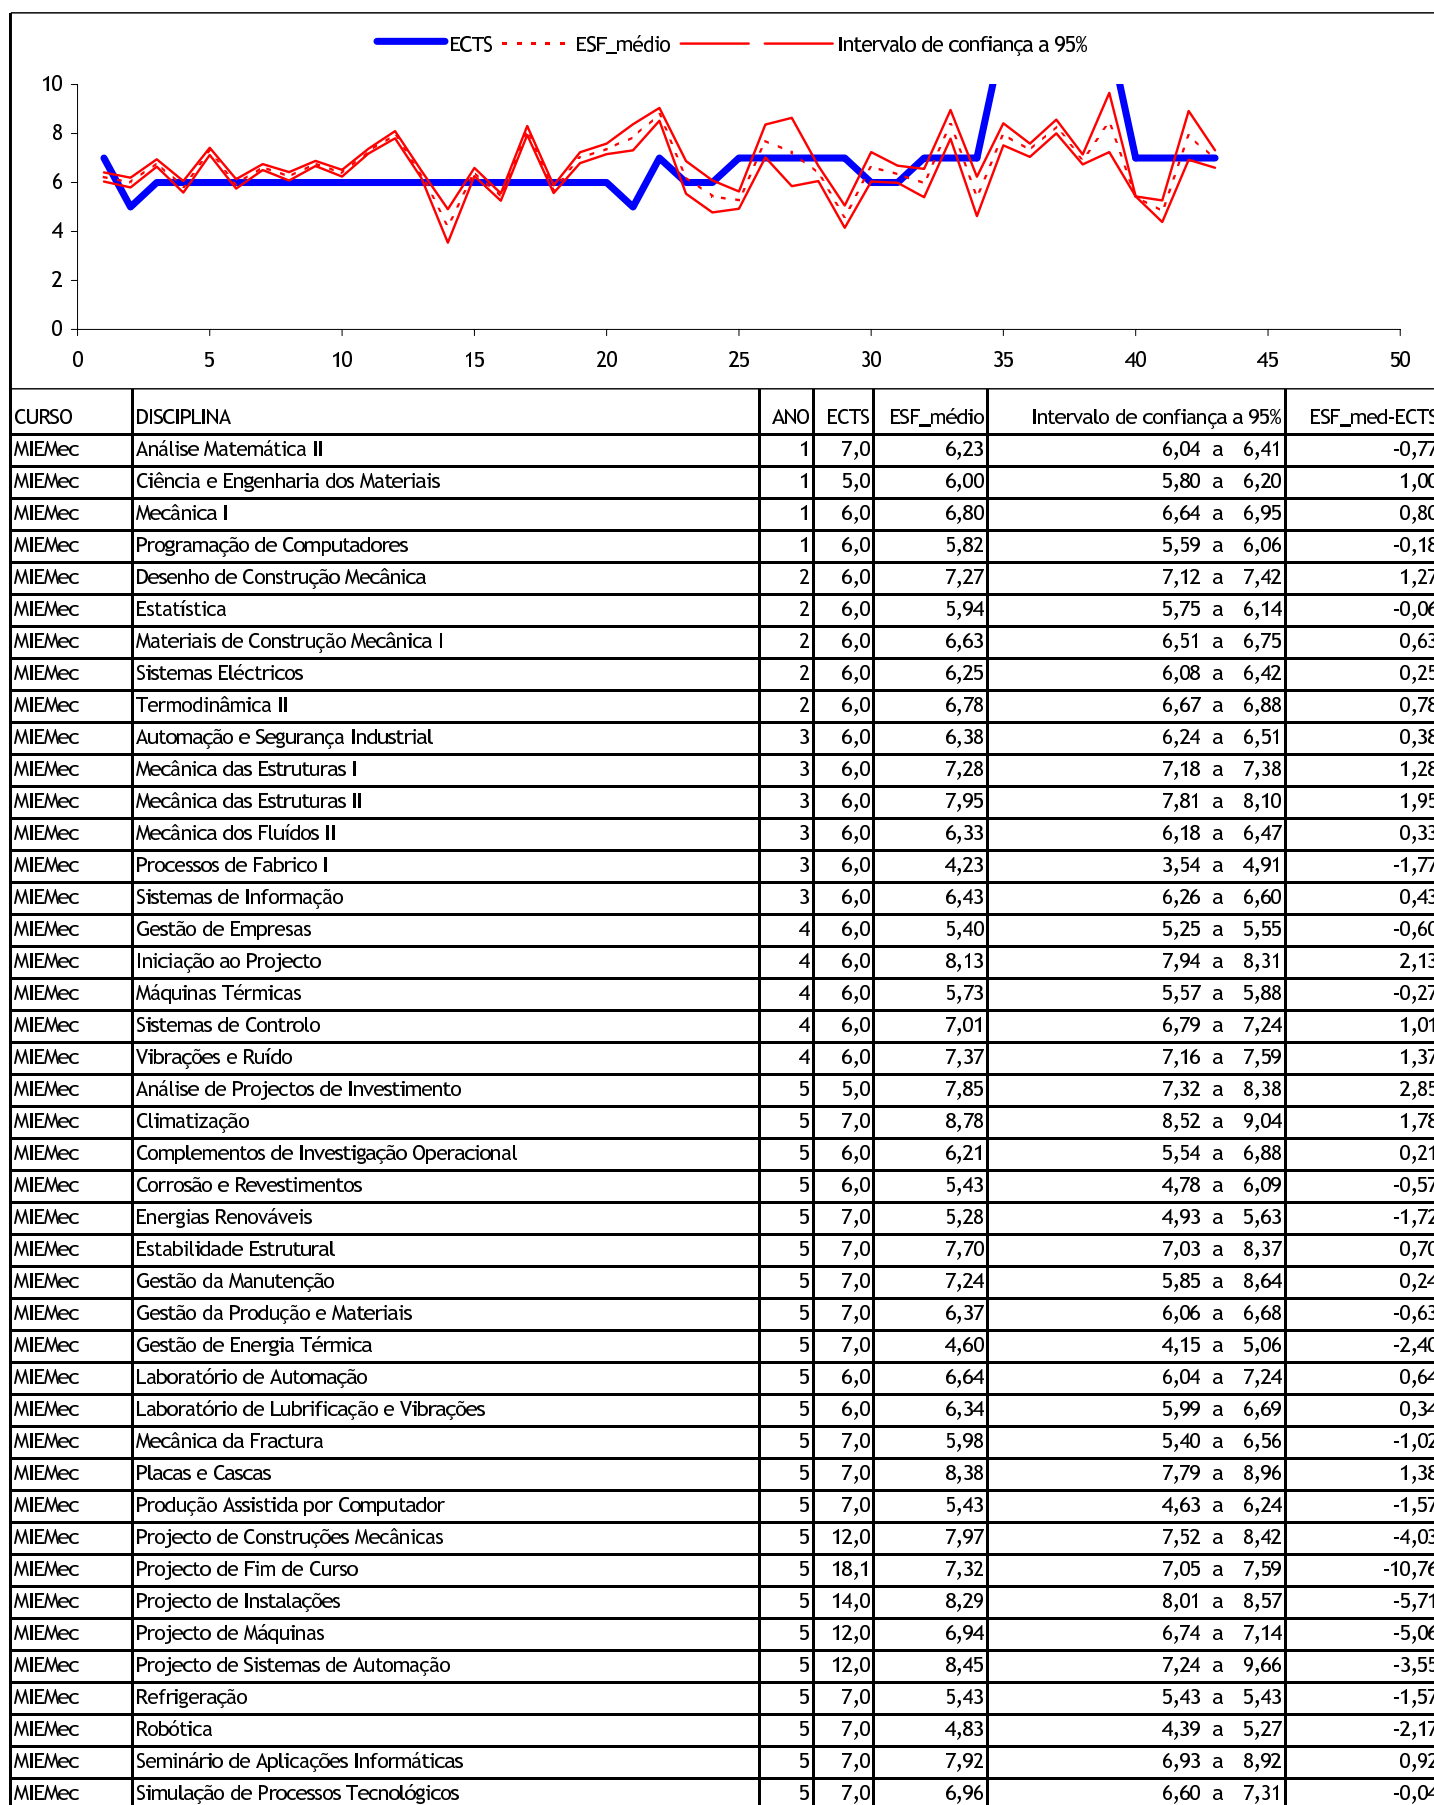 ECTS ESF_médio Intervalo de confiança a 95%
10
8
6
4
2
0
0 5 10 15 20 25 30 35 40 45 50
CURSO DISCIPLINA ANO ECTS ESF_médio Intervalo de confiança a 95% ESF_med-ECTS
MIEMec Análise Matemática II 1 7,0 6,23 6,04 a 6,41 -0,77
MIEMec Ciência e Engenharia dos Materiais 1 5,0 6,00 5,80 a 6,20 1,00
MIEMec Mecânica I 1 6,0 6,80 6,64 a 6,95 0,80
MIEMec Programação de Computadores 1 6,0 5,82 5,59 a 6,06 -0,18
MIEMec Desenho de Construção Mecânica 2 6,0 7,27 7,12 a 7,42 1,27
MIEMec Estatística 2 6,0 5,94 5,75 a 6,14 -0,06
MIEMec Materiais de Construção Mecânica I 2 6,0 6,63 6,51 a 6,75 0,63
MIEMec Sistemas Eléctricos 2 6,0 6,25 6,08 a 6,42 0,25
MIEMec Termodinâmica II 2 6,0 6,78 6,67 a 6,88 0,78
MIEMec Automação e Segurança Industrial 3 6,0 6,38 6,24 a 6,51 0,38
MIEMec Mecânica das Estruturas I 3 6,0 7,28 7,18 a 7,38 1,28
MIEMec Mecânica das Estruturas II 3 6,0 7,95 7,81 a 8,10 1,95
MIEMec Mecânica dos Fluídos II 3 6,0 6,33 6,18 a 6,47 0,33
MIEMec Processos de Fabrico I 3 6,0 4,23 3,54 a 4,91 -1,77
MIEMec Sistemas de Informação 3 6,0 6,43 6,26 a 6,60 0,43
MIEMec Gestão de Empresas 4 6,0 5,40 5,25 a 5,55 -0,60
MIEMec Iniciação ao Projecto 4 6,0 8,13 7,94 a 8,31 2,13
MIEMec Máquinas Térmicas 4 6,0 5,73 5,57 a 5,88 -0,27
MIEMec Sistemas de Controlo 4 6,0 7,01 6,79 a 7,24 1,01
MIEMec Vibrações e Ruído 4 6,0 7,37 7,16 a 7,59 1,37
MIEMec Análise de Projectos de Investimento 5 5,0 7,85 7,32 a 8,38 2,85
MIEMec Climatização 5 7,0 8,78 8,52 a 9,04 1,78
MIEMec Complementos de Investigação Operacional 5 6,0 6,21 5,54 a 6,88 0,21
MIEMec Corrosão e Revestimentos 5 6,0 5,43 4,78 a 6,09 -0,57
MIEMec Energias Renováveis 5 7,0 5,28 4,93 a 5,63 -1,72
MIEMec Estabilidade Estrutural 5 7,0 7,70 7,03 a 8,37 0,70
MIEMec Gestão da Manutenção 5 7,0 7,24 5,85 a 8,64 0,24
MIEMec Gestão da Produção e Materiais 5 7,0 6,37 6,06 a 6,68 -0,63
MIEMec Gestão de Energia Térmica 5 7,0 4,60 4,15 a 5,06 -2,40
MIEMec Laboratório de Automação 5 6,0 6,64 6,04 a 7,24 0,64
MIEMec Laboratório de Lubrificação e Vibrações 5 6,0 6,34 5,99 a 6,69 0,34
MIEMec Mecânica da Fractura 5 7,0 5,98 5,40 a 6,56 -1,02
MIEMec Placas e Cascas 5 7,0 8,38 7,79 a 8,96 1,38
MIEMec Produção Assistida por Computador 5 7,0 5,43 4,63 a 6,24 -1,57
MIEMec Projecto de Construções Mecânicas 5 12,0 7,97 7,52 a 8,42 -4,03
MIEMec Projecto de Fim de Curso 5 18,1 7,32 7,05 a 7,59 -10,76
MIEMec Projecto de Instalações 5 14,0 8,29 8,01 a 8,57 -5,71
MIEMec Projecto de Máquinas 5 12,0 6,94 6,74 a 7,14 -5,06
MIEMec Projecto de Sistemas de Automação 5 12,0 8,45 7,24 a 9,66 -3,55
MIEMec Refrigeração 5 7,0 5,43 5,43 a 5,43 -1,57
MIEMec Robótica 5 7,0 4,83 4,39 a 5,27 -2,17
MIEMec Seminário de Aplicações Informáticas 5 7,0 7,92 6,93 a 8,92 0,92
MIEMec Simulação de Processos Tecnológicos 5 7,0 6,96 6,60 a 7,31 -0,04